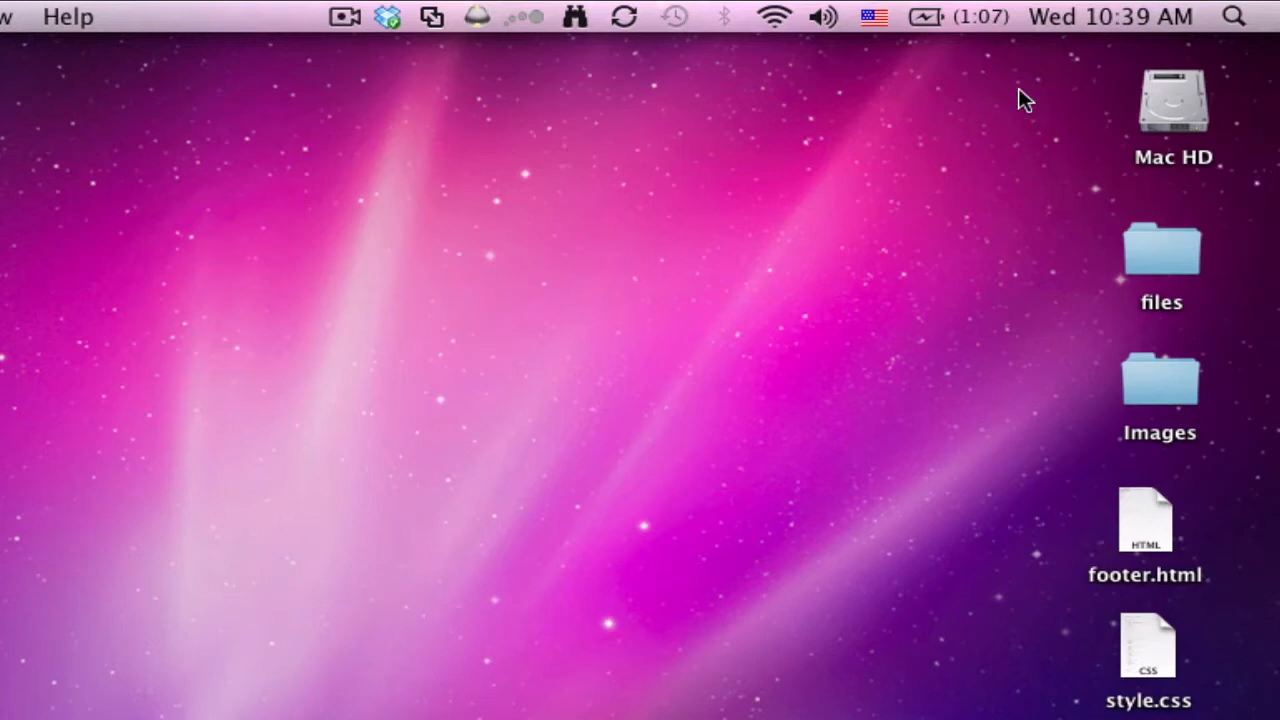 Help (1:07) Wed 10:39 AM
Mac HD
files
Images
HTML
footer.html
CSS
style.css